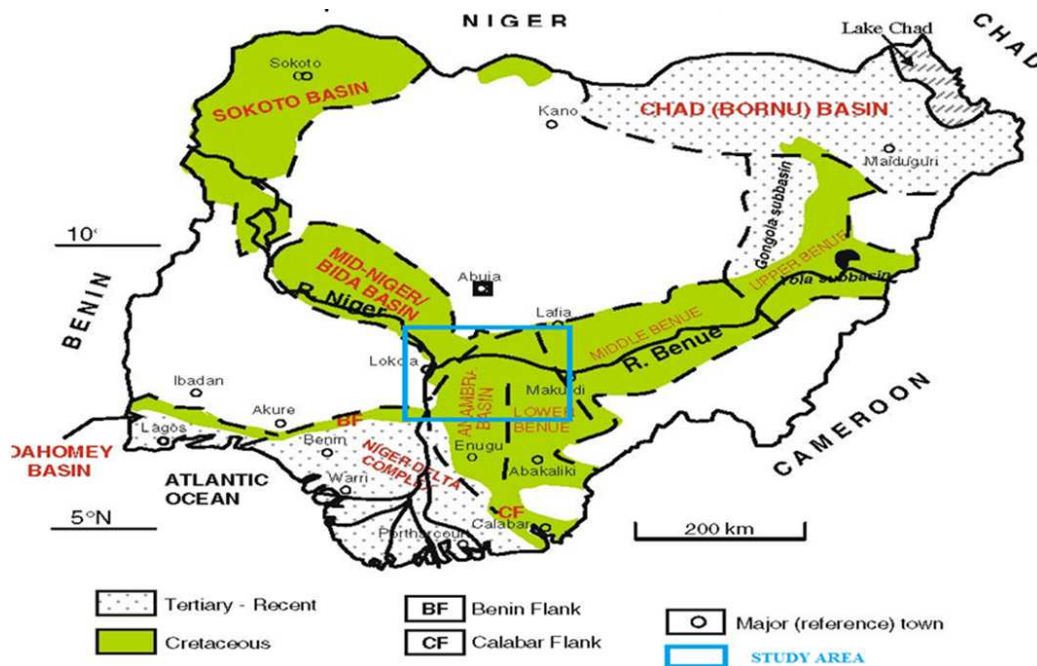 NIGER
CHAD
Lake Chad
Sokoto
SOKOTO BASIN
Kano
CHAD (BORNU) BASIN
Maiduguri
Gongola subbasin
10°
BENIN
MID-NIGER/
BIDA BASIN
R. Niger
Abuja
UPPER BENUE
Yola subbasin
Lafia
MIDDLE BENUE
R. Benue
Lokoja
Makurdi
ANAMBRA
BASIN
LOWER
BENUE
CAMEROON
Ibadan
Akure
BF
Lagos
Benin
Enugu
Abakaliki
DAHOMEY
BASIN
ATLANTIC
OCEAN
Warri
NIGER DELTA
COMPLEX
CF
Calabar
Portharcourt
5°N
200 km
Tertiary - Recent
BF Benin Flank
Major (reference) town
Cretaceous
CF Calabar Flank
STUDY AREA